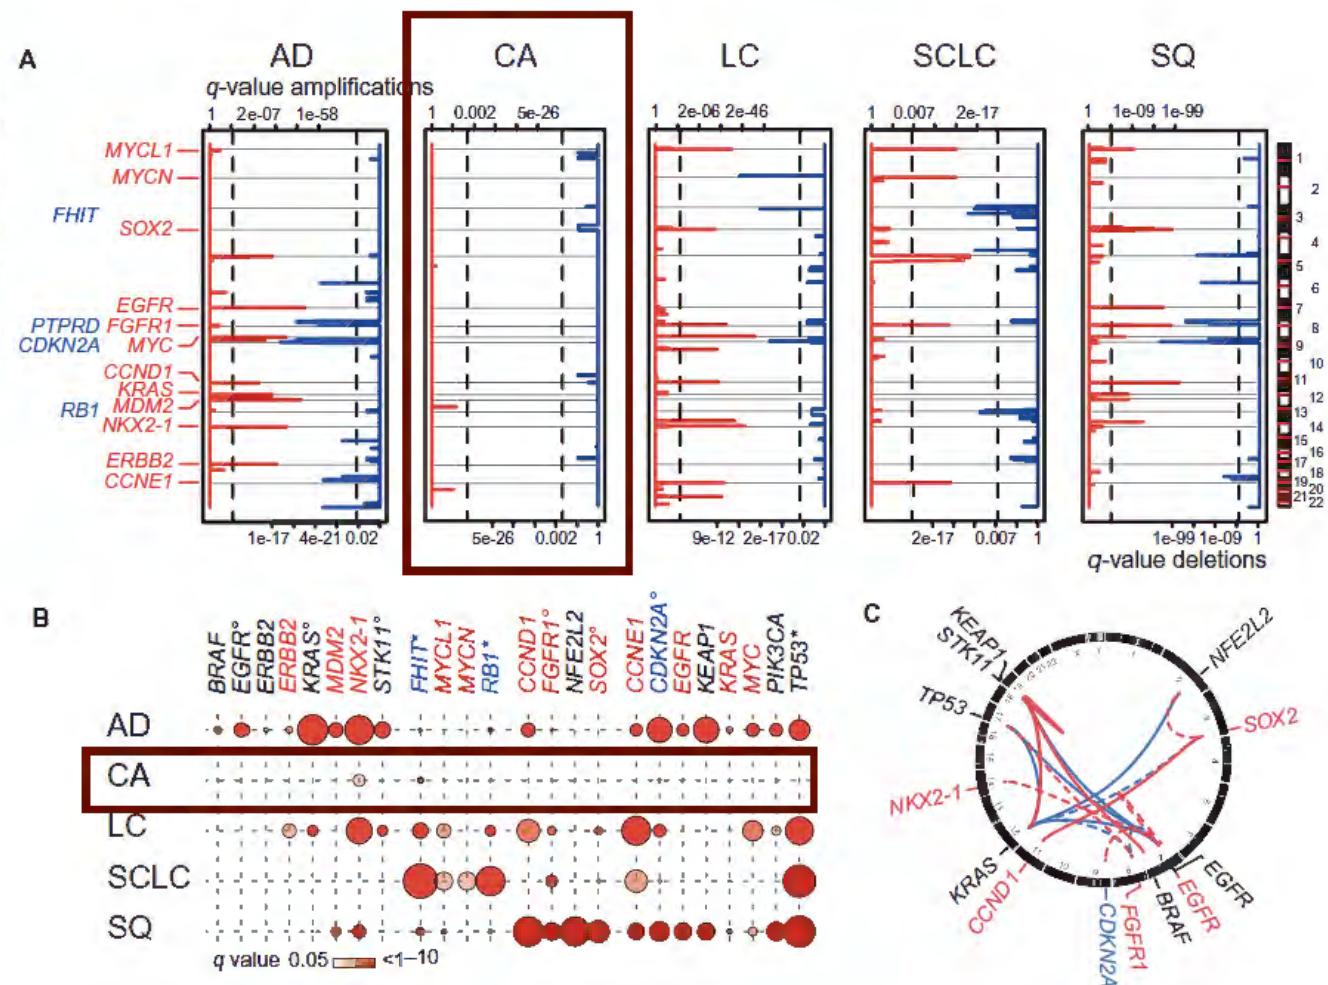 A
AD
CA
LC
SCLC
SQ
q-value amplifications
1 2e-07 1e-58
1 0.002 5e-26
1 2e-06 2e-46
1 0.007 2e-17
1 1e-09 1e-99
MYCL1
MYCN
FHIT
SOX2
EGFR
PTPRD FGFR1
CDKN2A MYC
CCND1
KRAS
RB1 MDM2
NKX2-1
ERBB2
CCNE1
1
2
3
4
5
6
7
8
9
10
11
12
13
14
15
16
17
18
19
20
21
22
1e-17 4e-21 0.02
5e-26 0.002 1
9e-12 2e-17 0.02
2e-17 0.007 1
1e-99 1e-09 1
q-value deletions
B
BRAF
EGFR°
ERBB2
ERBB2
KRAS°
MDM2
NKX2-1
STK11°
FHIT*
MYCL1
MYCN
RB1*
CCND1
FGFR1°
NFE2L2
SOX2°
CCNE1
CDKN2A°
EGFR
KEAP1
KRAS
MYC
PIK3CA
TP53*
AD
CA
LC
SCLC
SQ
q value 0.05 <1–10
C
KEAP1
STK11
TP53
NKX2-1
KRAS
CCND1
CDKN2A
FGFR1
BRAF
EGFR
EGFR
SOX2
NFE2L2